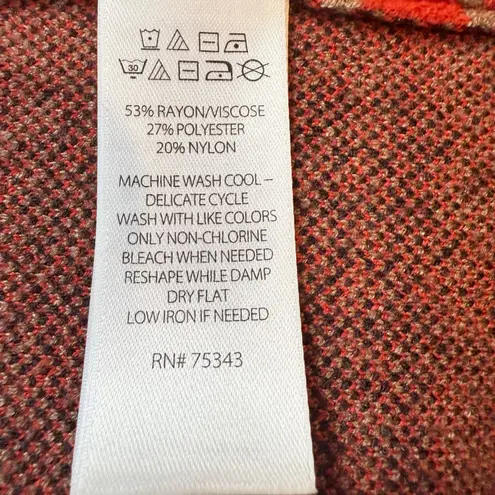 30
53% RAYON/VISCOSE
27% POLYESTER
20% NYLON
MACHINE WASH COOL –
DELICATE CYCLE
WASH WITH LIKE COLORS
ONLY NON-CHLORINE
BLEACH WHEN NEEDED
RESHAPE WHILE DAMP
DRY FLAT
LOW IRON IF NEEDED
RN# 75343